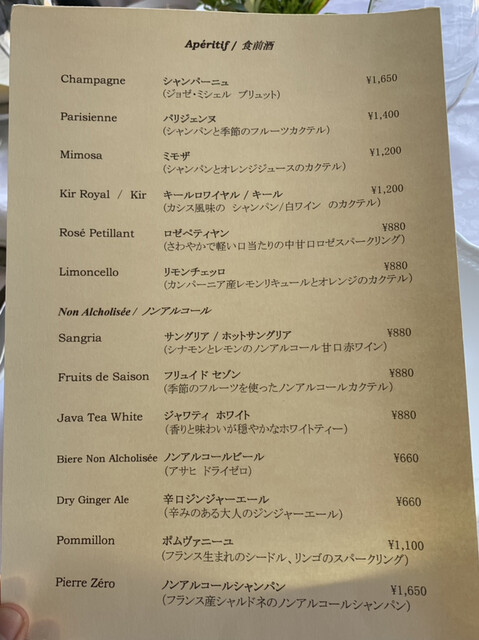 Apéritif / 食前酒
Champagne シャンパーニュ ¥1,650
(ジョゼ・ミシェル ブリュット)
Parisienne パリジェンヌ ¥1,400
(シャンパンと季節のフルーツカクテル)
Mimosa ミモザ ¥1,200
(シャンパンとオレンジジュースのカクテル)
Kir Royal / Kir キールロワイヤル / キール ¥1,200
(カシス風味の シャンパン/白ワイン のカクテル)
Rosé Petillant ロゼペティヤン ¥880
(さわやかで軽い口当たりの中甘口ロゼスパークリング)
Limoncello リモンチェッロ ¥880
(カンパーニア産レモンリキュールとオレンジのカクテル)
Non Alcholisée / ノンアルコール
Sangria サングリア / ホットサングリア ¥880
(シナモンとレモンのノンアルコール甘口赤ワイン)
Fruits de Saison フリュイド セゾン ¥880
(季節のフルーツを使ったノンアルコールカクテル)
Java Tea White ジャワティ ホワイト ¥880
(香りと味わいが穏やかなホワイトティー)
Biere Non Alcholisée ノンアルコールビール ¥660
(アサヒ ドライゼロ)
Dry Ginger Ale 辛口ジンジャーエール ¥660
(辛みのある大人のジンジャーエール)
Pommillon ポムヴァニーユ ¥1,100
(フランス生まれのシードル、リンゴのスパークリング)
Pierre Zéro ノンアルコールシャンパン ¥1,650
(フランス産シャルドネのノンアルコールシャンパン)